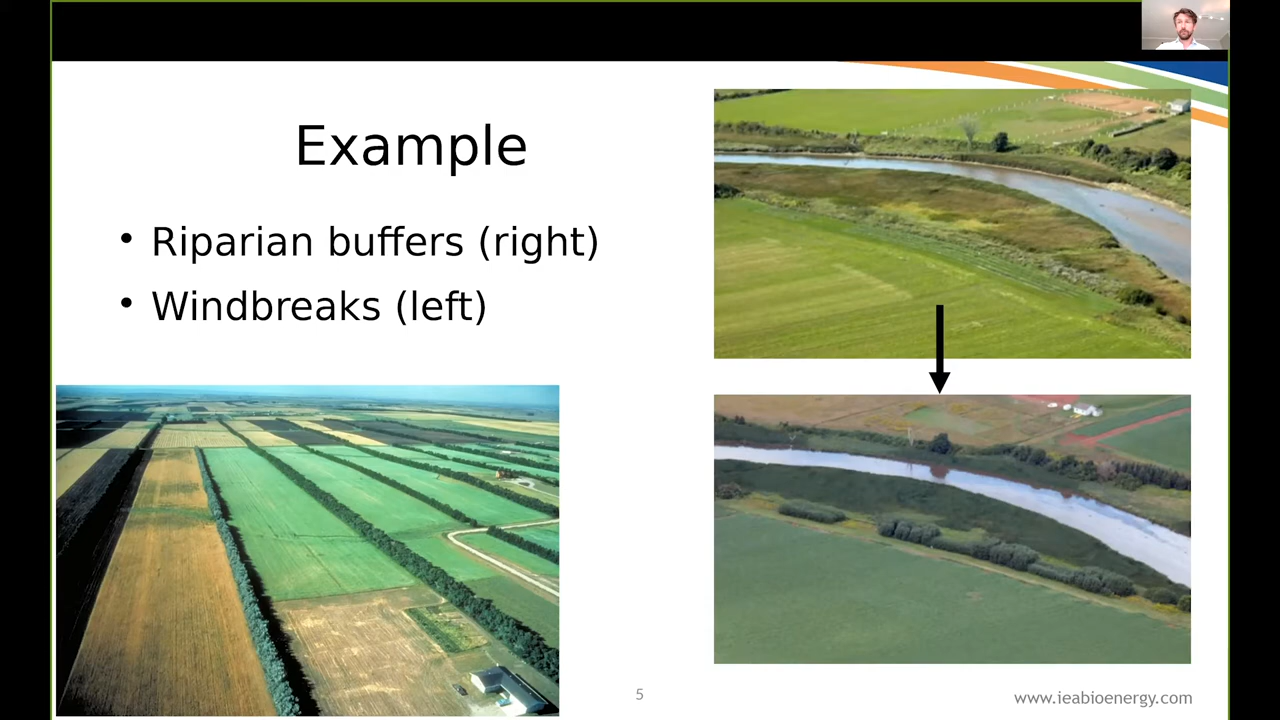 Example
• Riparian buffers (right)
• Windbreaks (left)
5
www.ieabioenergy.com